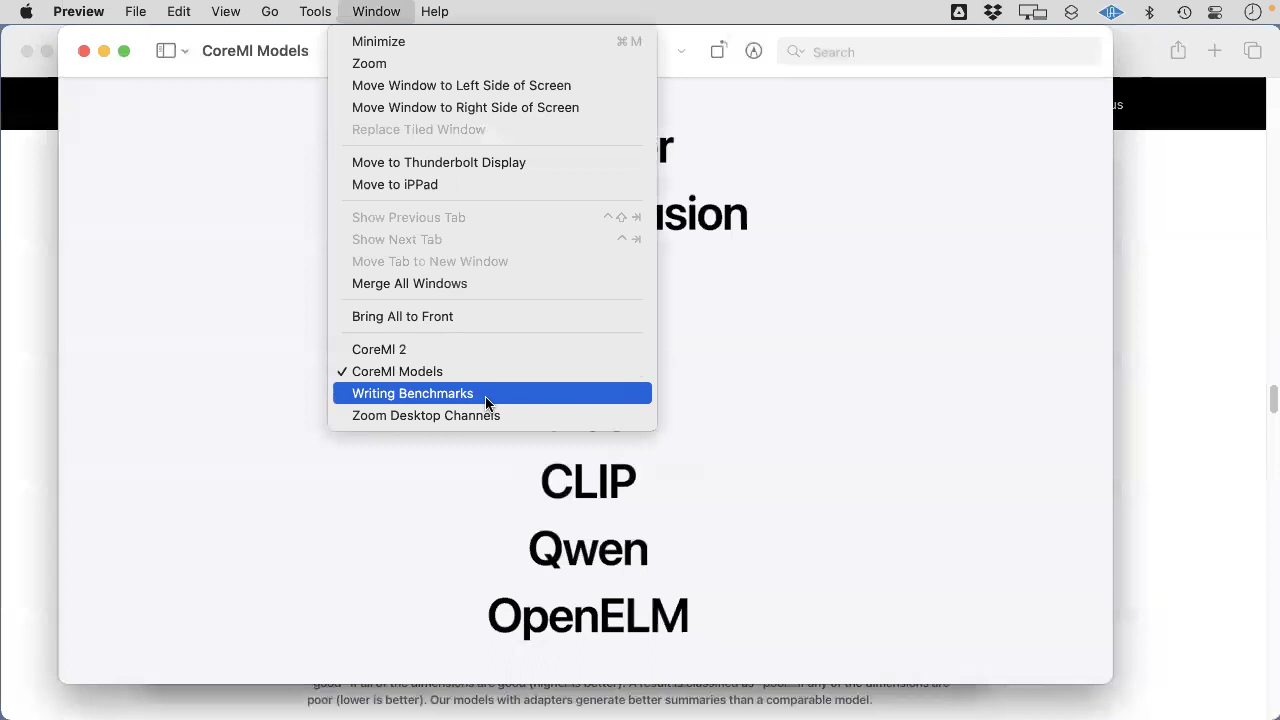 Preview File Edit View Go Tools Window Help
CoreMl Models
Search
Minimize ⌘ M
Zoom
Move Window to Left Side of Screen
Move Window to Right Side of Screen
Replace Tiled Window
Move to Thunderbolt Display
Move to iPPad
Show Previous Tab ⌃⇧⇥
Show Next Tab ⌃⇥
Move Tab to New Window
Merge All Windows
Bring All to Front
CoreMl 2
✓ CoreMl Models
Writing Benchmarks
Zoom Desktop Channels
CLIP
Qwen
OpenELM
poor (lower is better). Our models with adapters generate better summaries than a comparable model.